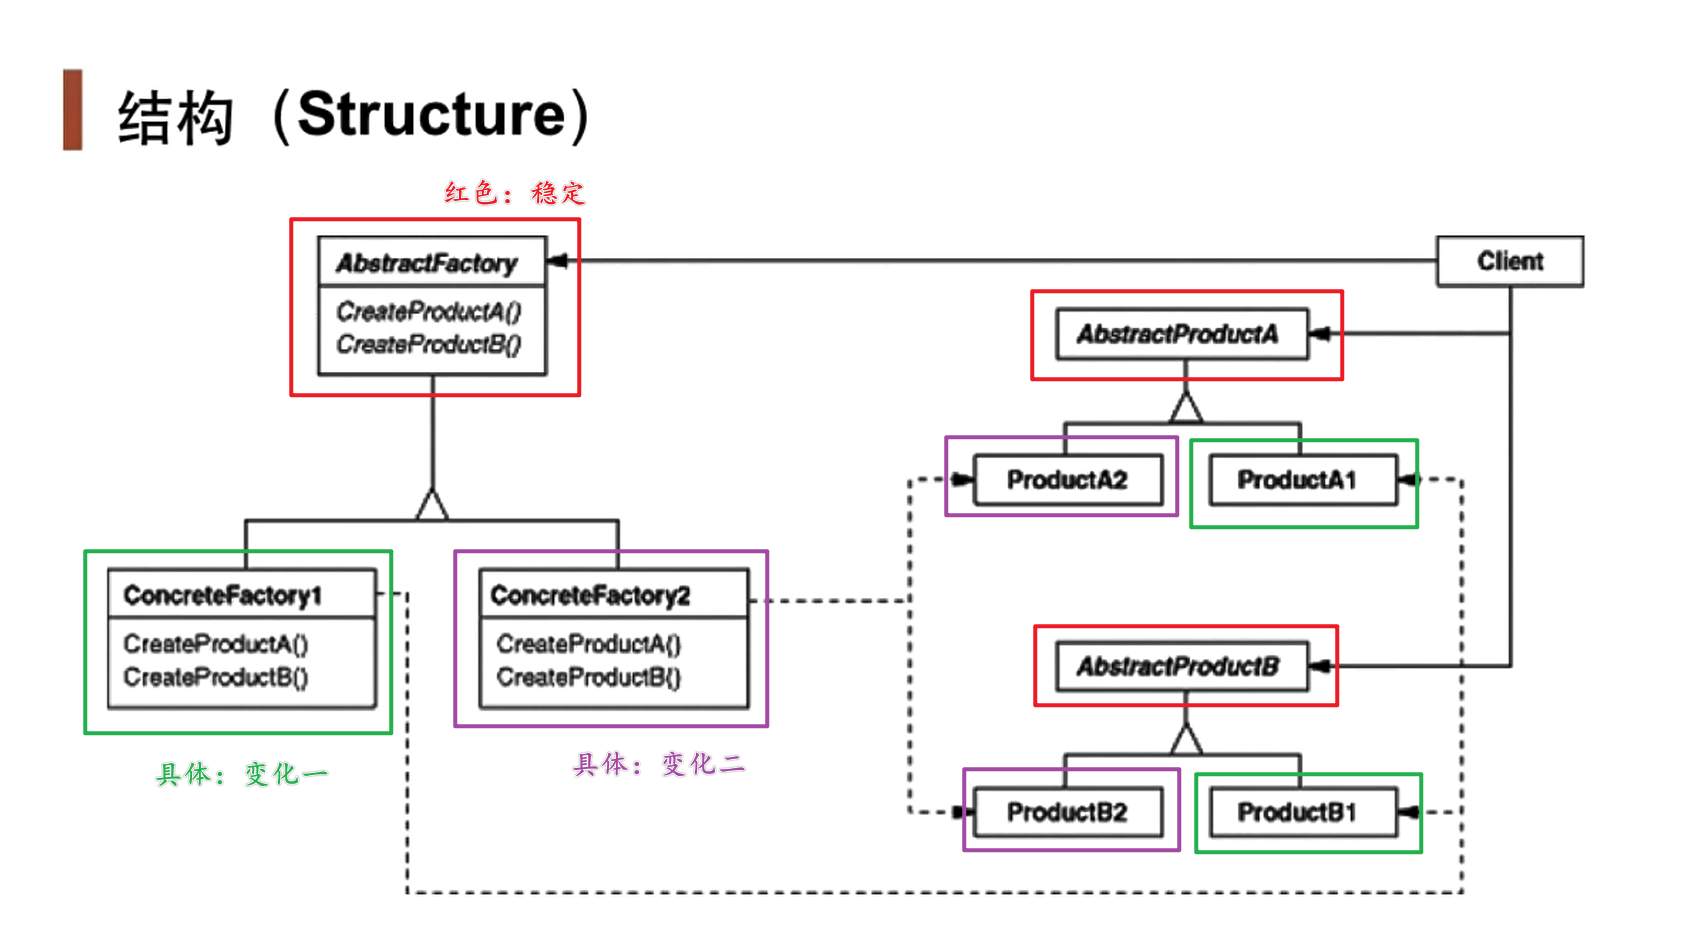 结构（Structure）
红色：稳定
AbstractFactory
CreateProductA()
CreateProductB()
Client
AbstractProductA
ProductA2
ProductA1
ConcreteFactory1
CreateProductA()
CreateProductB()
ConcreteFactory2
CreateProductA()
CreateProductB()
AbstractProductB
ProductB2
ProductB1
具体：变化一
具体：变化二